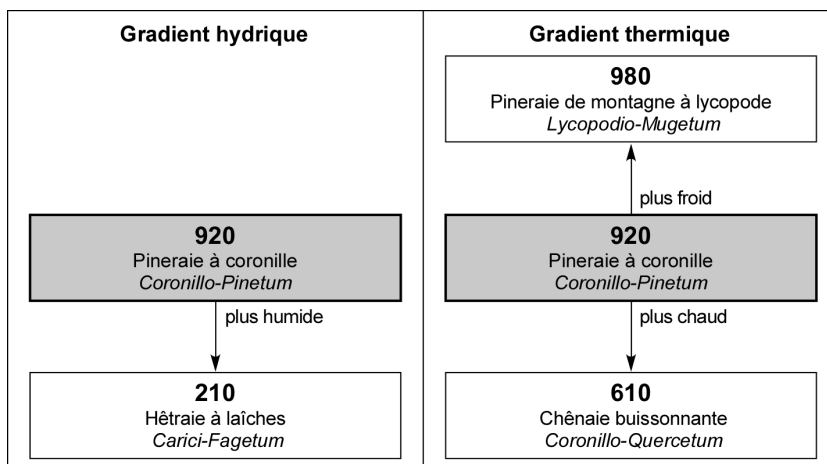 Gradient hydrique
920
Pineraie à coronille
Coronillo-Pinetum
plus humide
210
Hêtraie à laîches
Carici-Fagetum
Gradient thermique
980
Pineraie de montagne à lycopode
Lycopodio-Mugetum
plus froid
920
Pineraie à coronille
Coronillo-Pinetum
plus chaud
610
Chênaie buissonnante
Coronillo-Quercetum